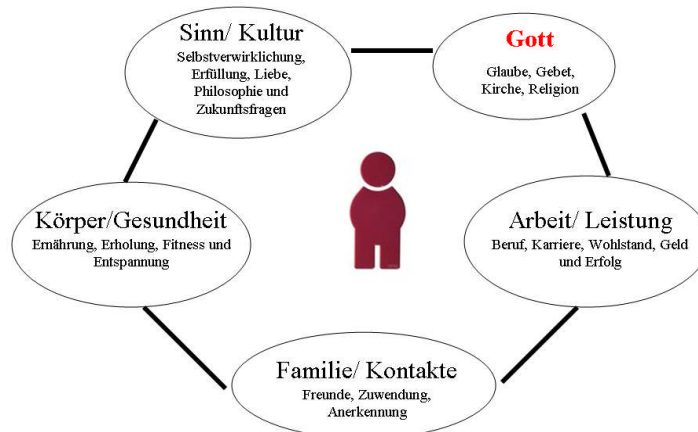 Sinn/ Kultur
Selbstverwirklichung,
Erfüllung, Liebe,
Philosophie und
Zukunftsfragen
Gott
Glaube, Gebet,
Kirche, Religion
Körper/Gesundheit
Ernährung, Erholung, Fitness und
Entspannung
Arbeit/ Leistung
Beruf, Karriere, Wohlstand, Geld
und Erfolg
Familie/ Kontakte
Freunde, Zuwendung,
Anerkennung